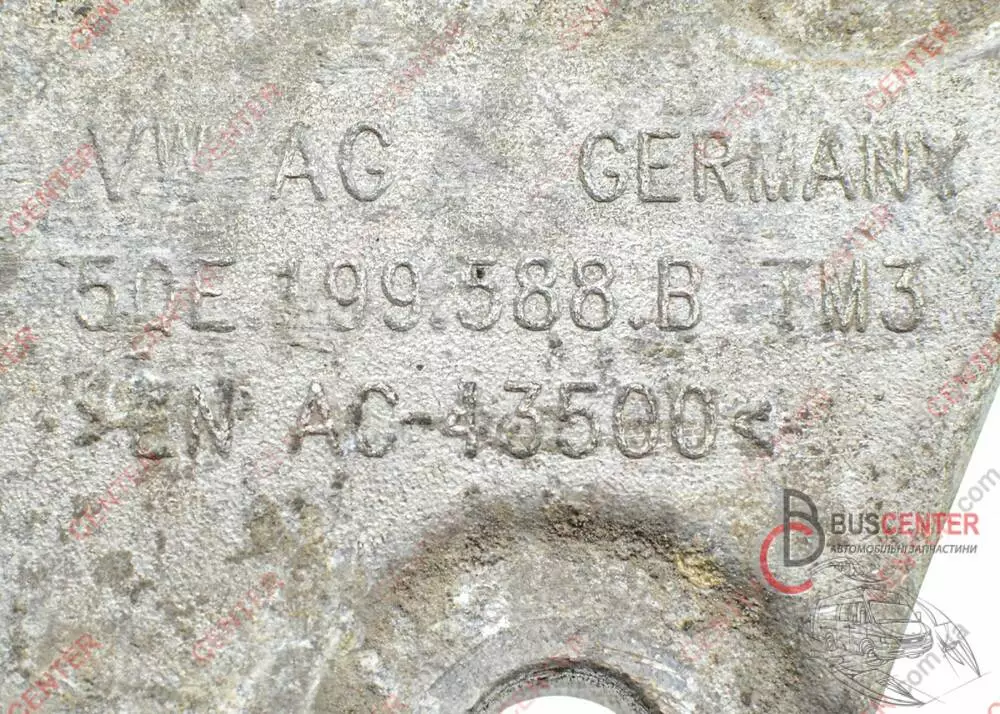 VW AG GERMANY
5QE.199.588.B TM3
>EN AC-43500<
BUSCENTER
АВТОМОБІЛЬНІ ЗАПЧАСТИНИ